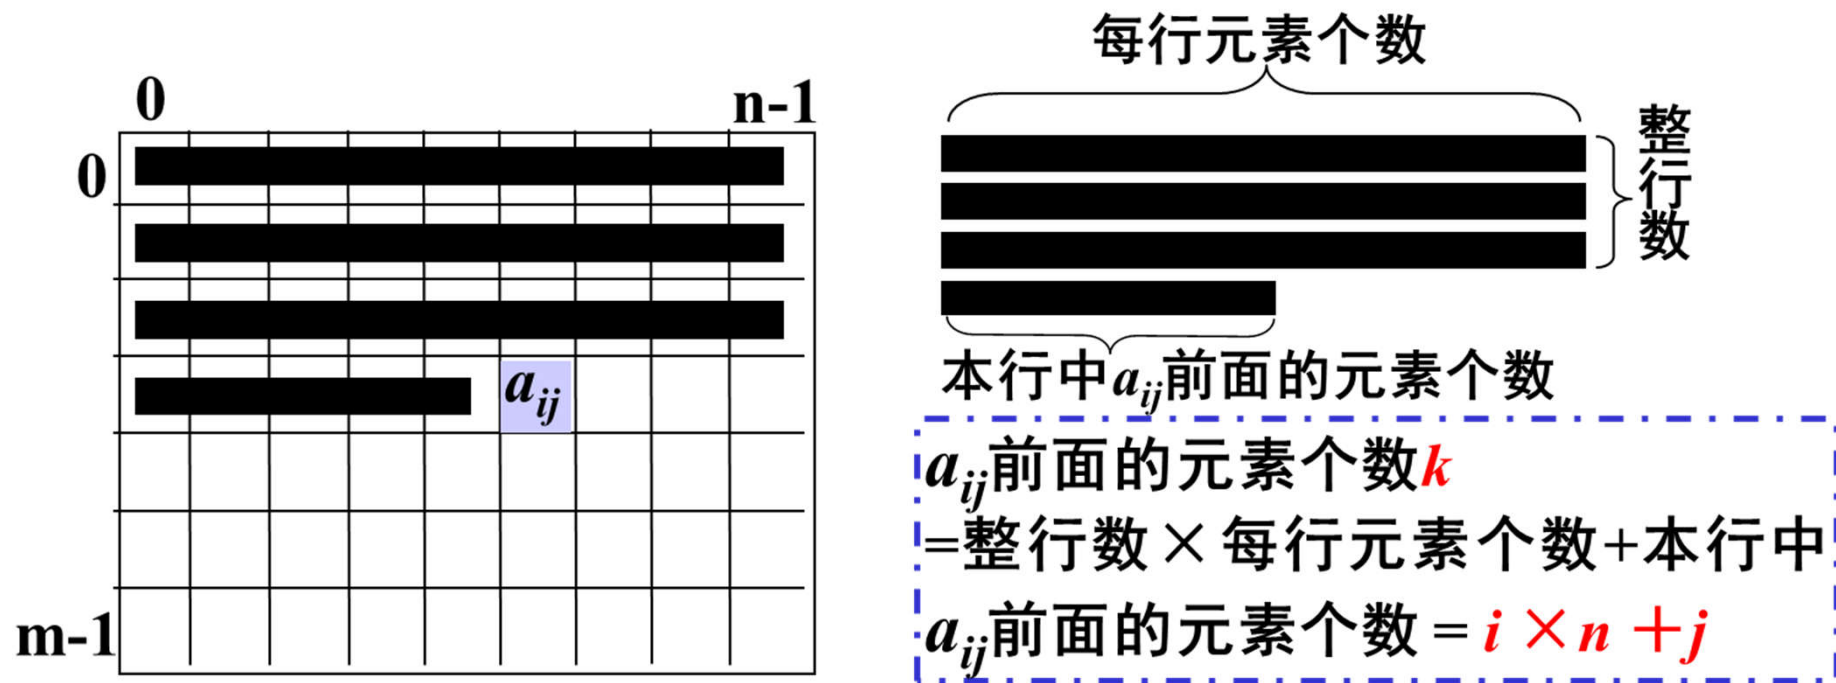 0
n-1
0
a_ij
m-1
每行元素个数
整行数
本行中a_ij前面的元素个数
a_ij前面的元素个数k
=整行数×每行元素个数+本行中
a_ij前面的元素个数=i×n+j